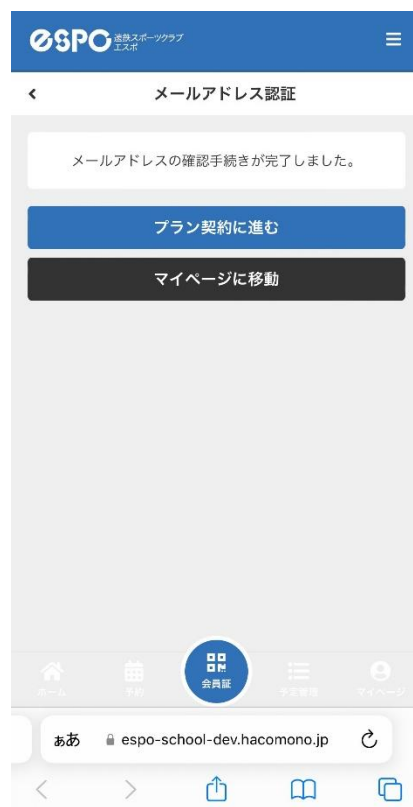 espo 遠鉄スポーツクラブ
エスポ
メールアドレス認証
メールアドレスの確認手続きが完了しました。
プラン契約に進む
マイページに移動
ホーム 予約 会員証 予定管理 マイページ
ぁあ espo-school-dev.hacomono.jp